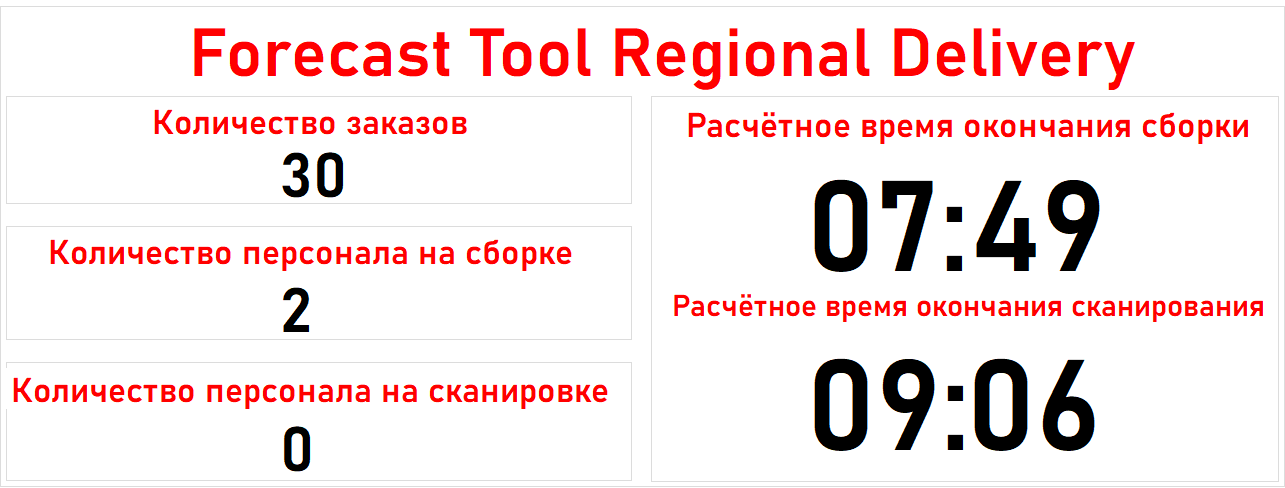 Forecast Tool Regional Delivery
Количество заказов
30
Количество персонала на сборке
2
Количество персонала на сканировке
0
Расчётное время окончания сборки
07:49
Расчётное время окончания сканирования
09:06